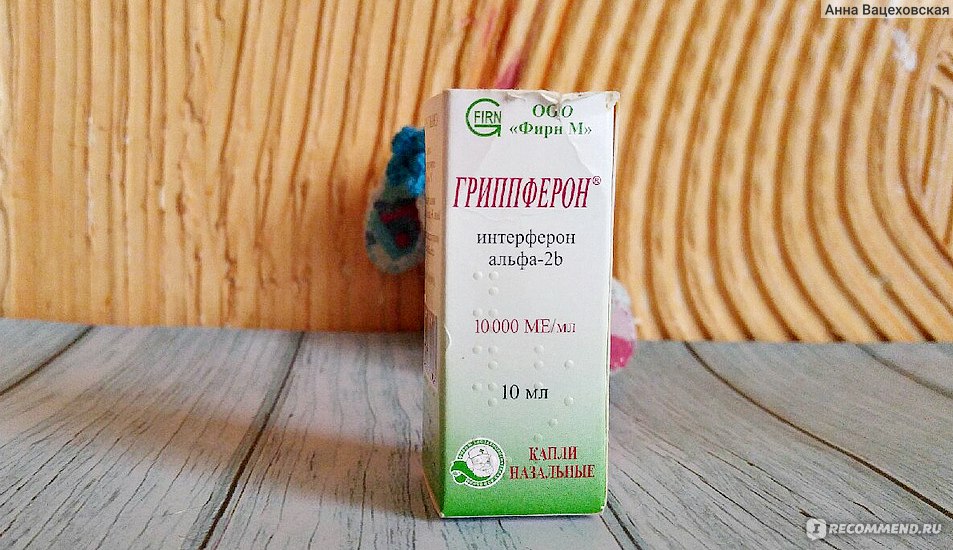 Анна Вацеховская
FIRN
ООО
«Фирн М»
ГРИППФЕРОН®
интерферон
альфа-2b
10 000 МЕ/мл
10 мл
КАПЛИ
НАЗАЛЬНЫЕ
RECOMMEND.RU